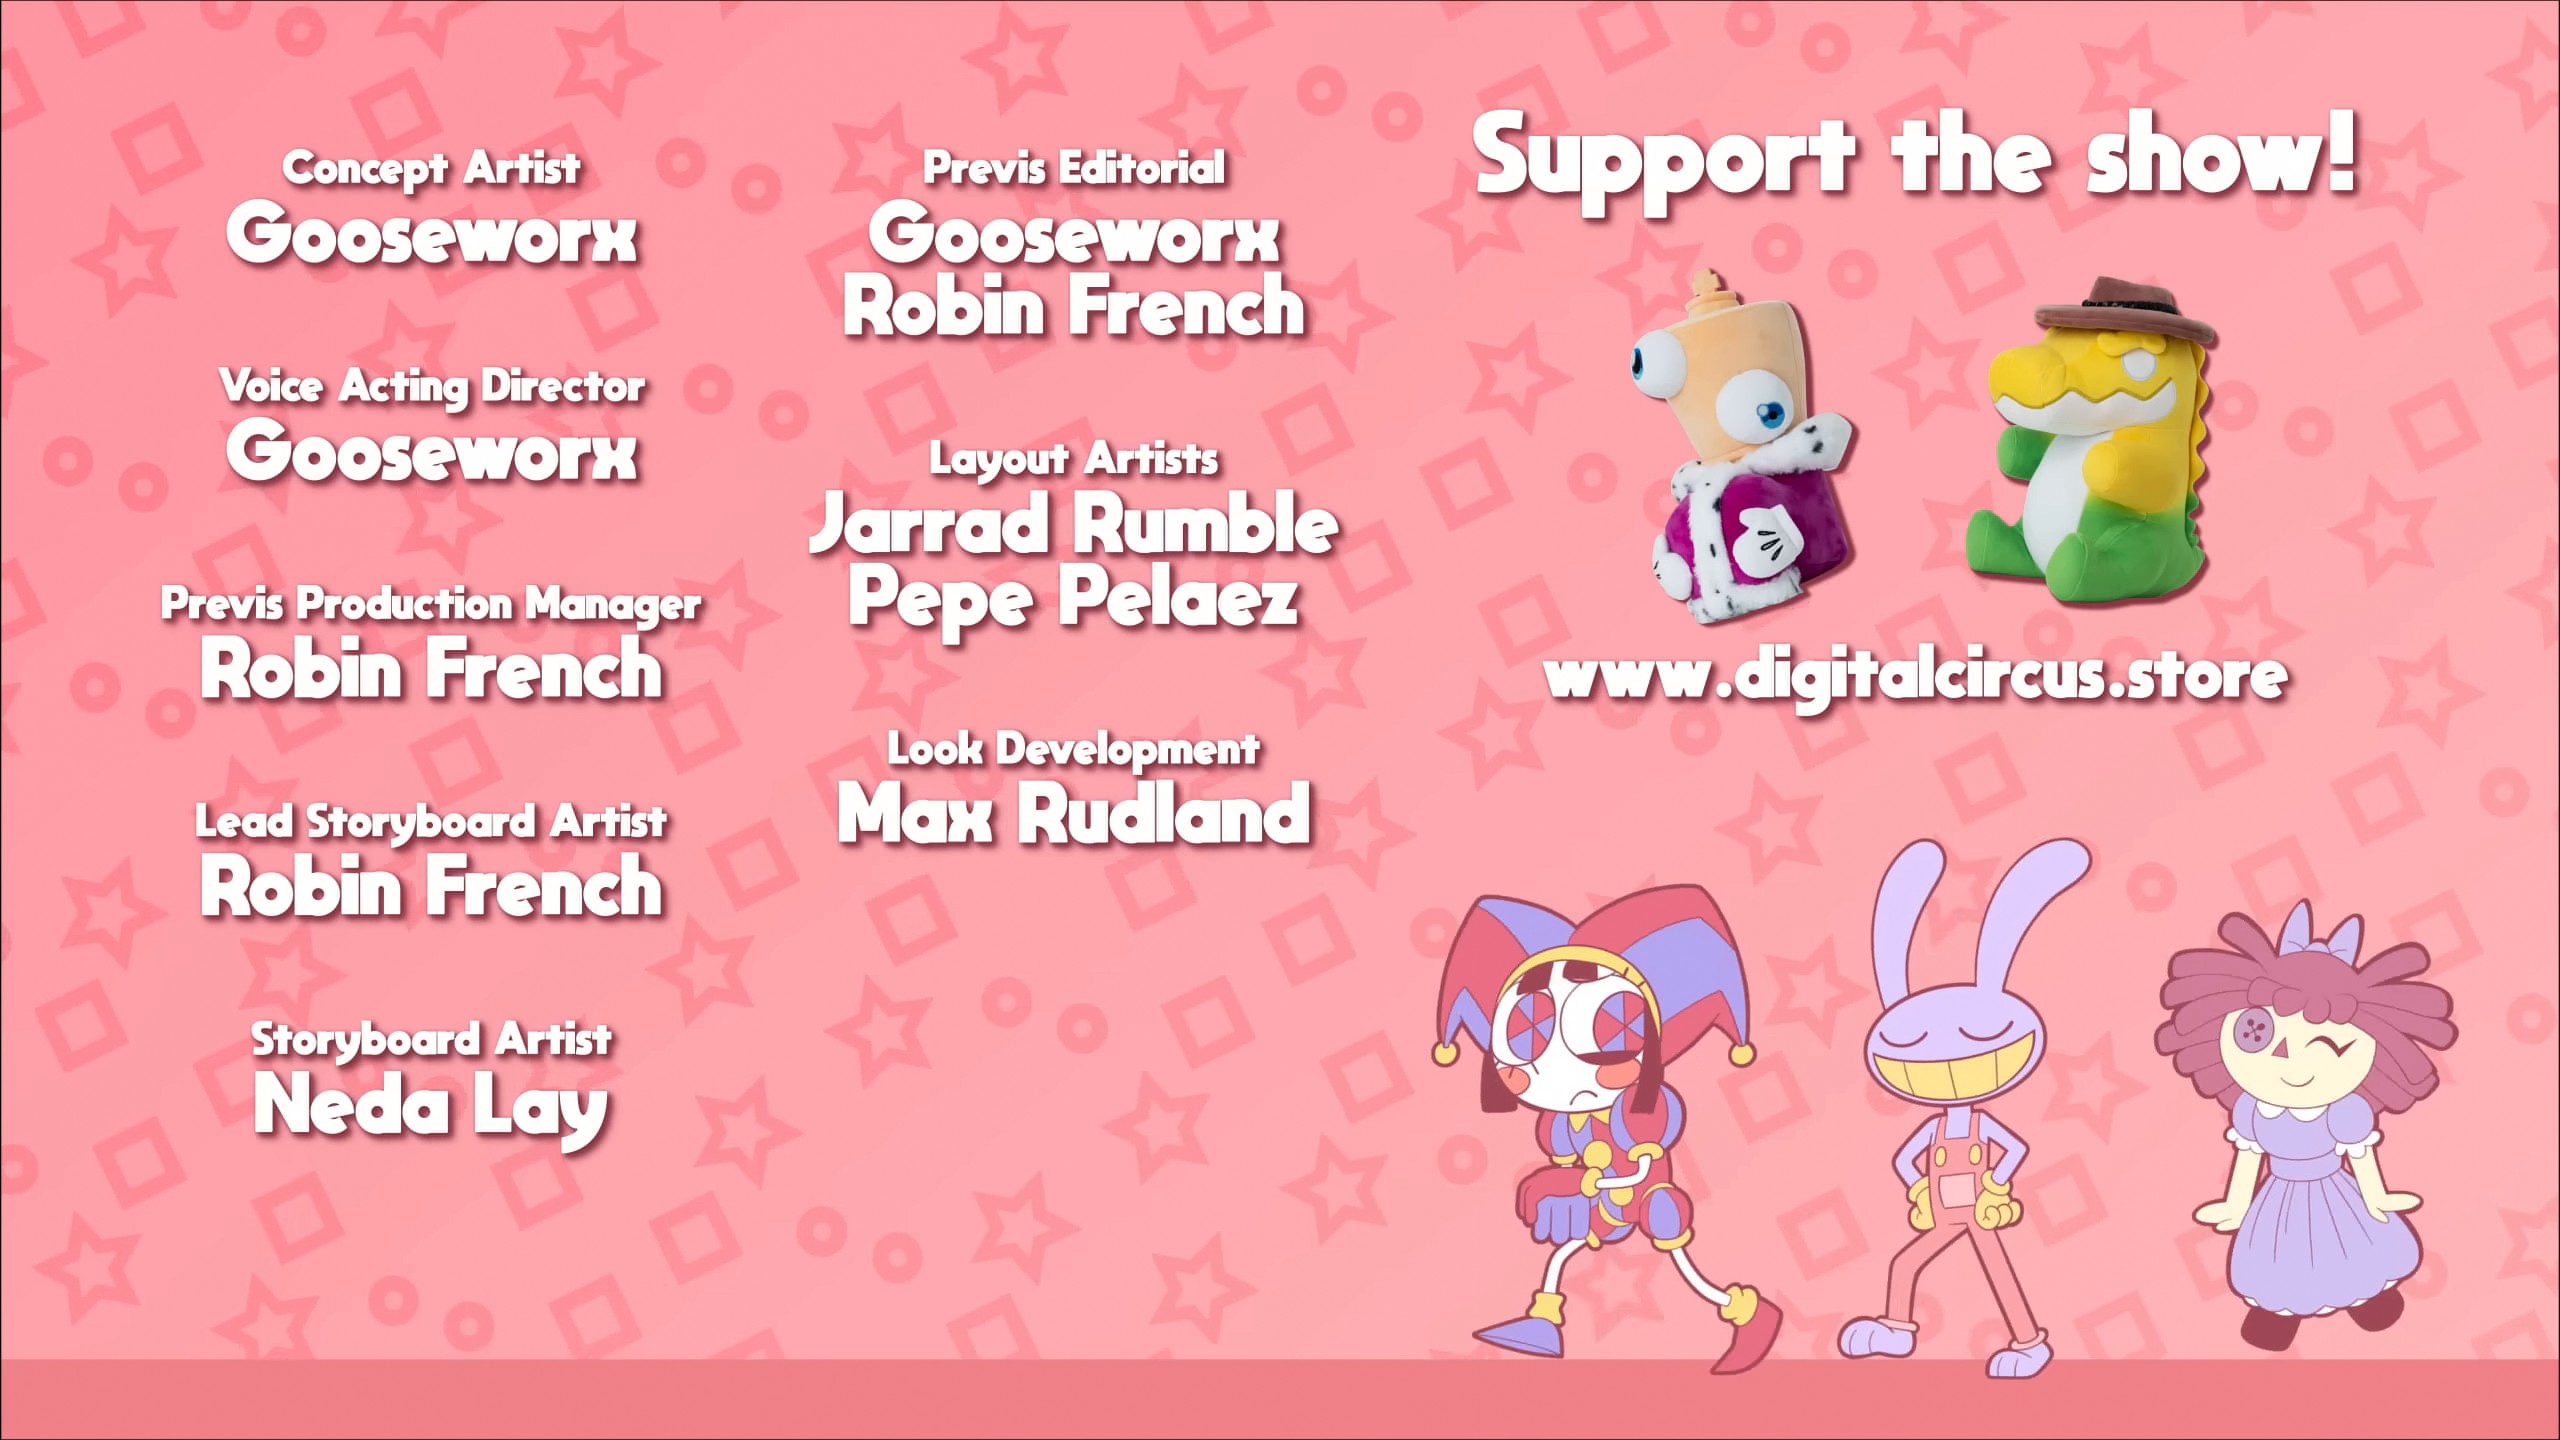 Concept Artist
Gooseworx
Voice Acting Director
Gooseworx
Previs Production Manager
Robin French
Lead Storyboard Artist
Robin French
Storyboard Artist
Neda Lay
Previs Editorial
Gooseworx
Robin French
Layout Artists
Jarrad Rumble
Pepe Pelaez
Look Development
Max Rudland
Support the show!
www.digitalcircus.store